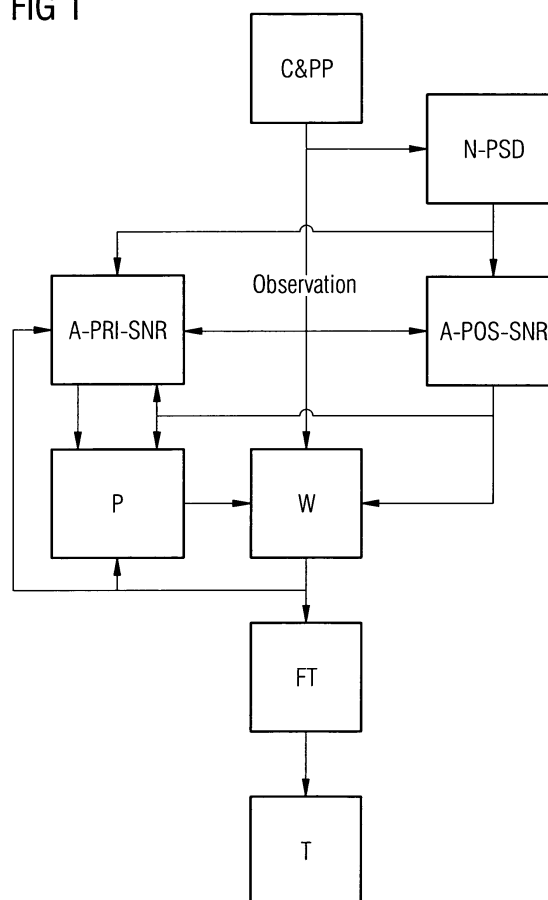 FIG 1
C&PP
N-PSD
Observation
A-PRI-SNR
A-POS-SNR
P
W
FT
T